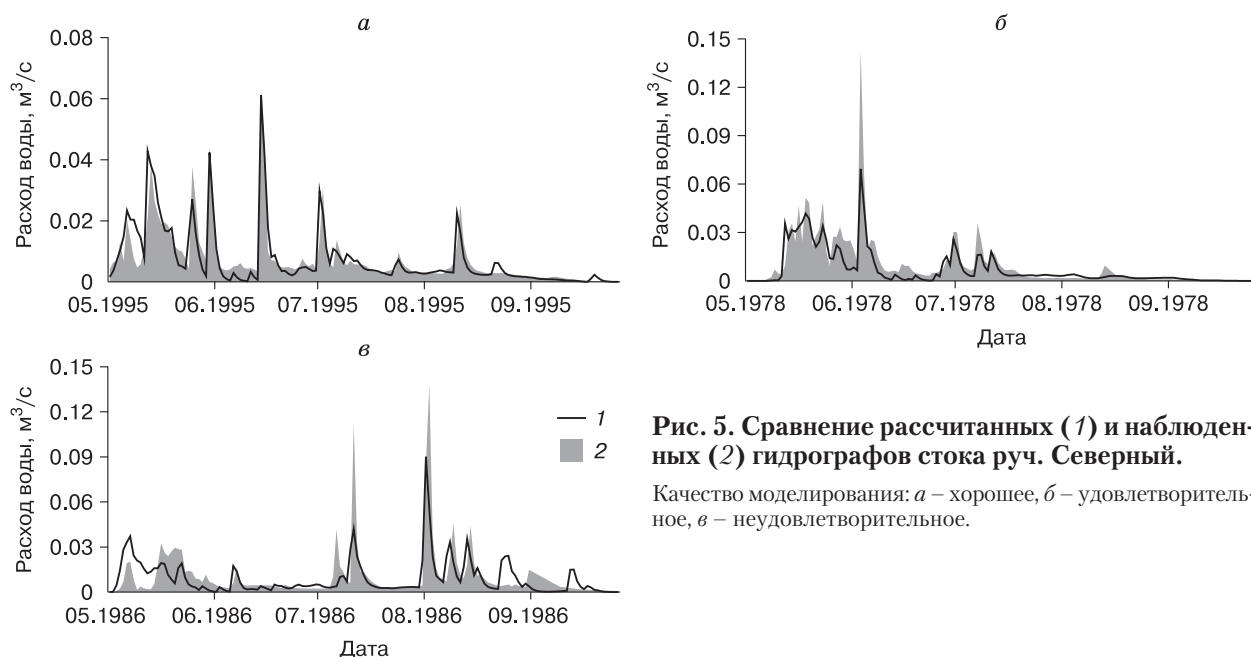 а
Расход воды, м³/с
0.08
0.06
0.04
0.02
0
05.1995 06.1995 07.1995 08.1995 09.1995
б
Расход воды, м³/с
0.15
0.12
0.09
0.06
0.03
0
05.1978 06.1978 07.1978 08.1978 09.1978
Дата
в
Расход воды, м³/с
0.15
0.12
0.09
0.06
0.03
0
05.1986 06.1986 07.1986 08.1986 09.1986
Дата
1
2
Рис. 5. Сравнение рассчитанных (1) и наблюден-
ных (2) гидрографов стока руч. Северный.
Качество моделирования: а – хорошее, б – удовлетворитель-
ное, в – неудовлетворительное.